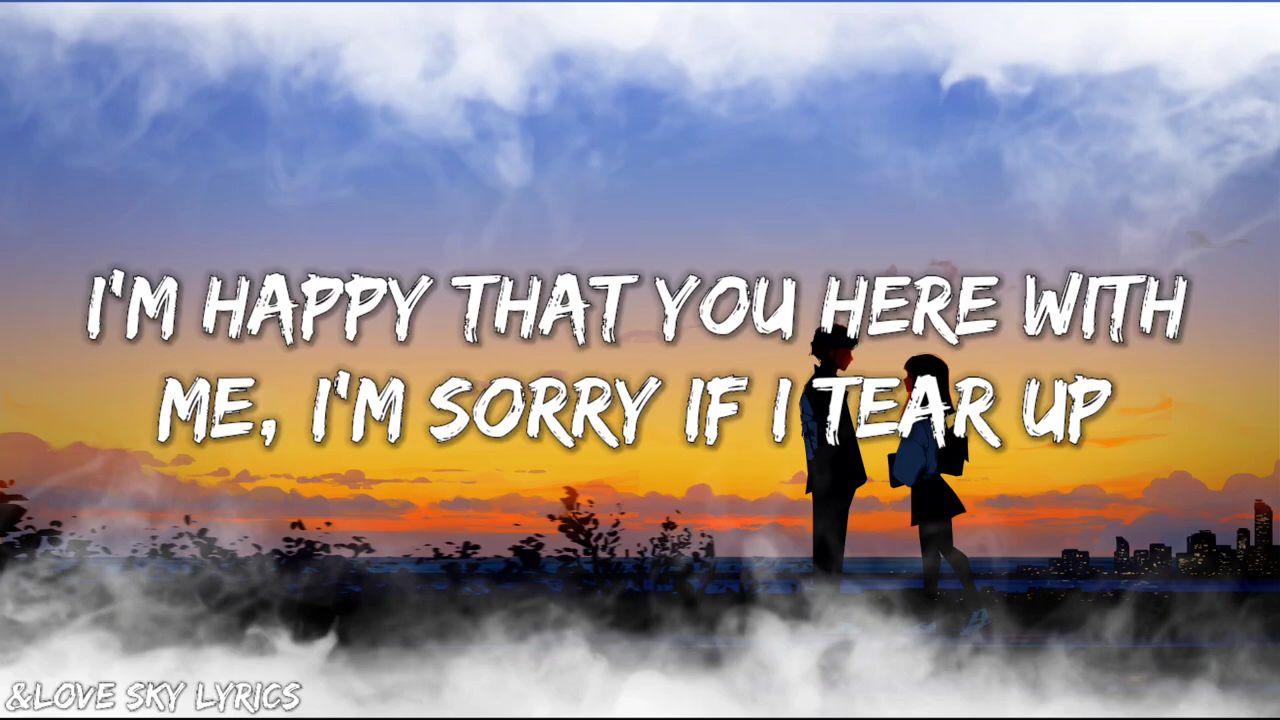 I'M HAPPY THAT YOU HERE WITH
ME, I'M SORRY IF I TEAR UP
&LOVE SKY LYRICS